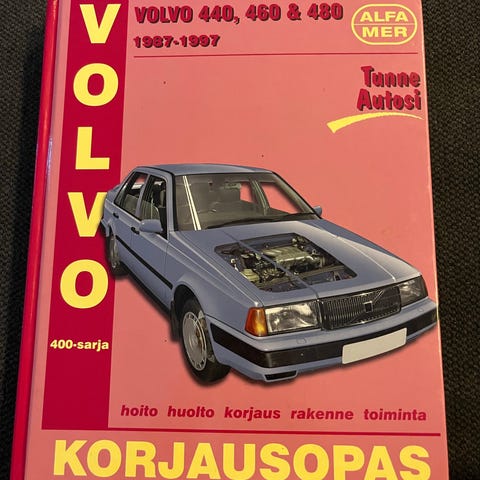 VOLVO
VOLVO 440, 460 & 480
1987-1997
ALFA
MER
Tunne
Autosi
400-sarja
hoito huolto korjaus rakenne toiminta
KORJAUSOPAS